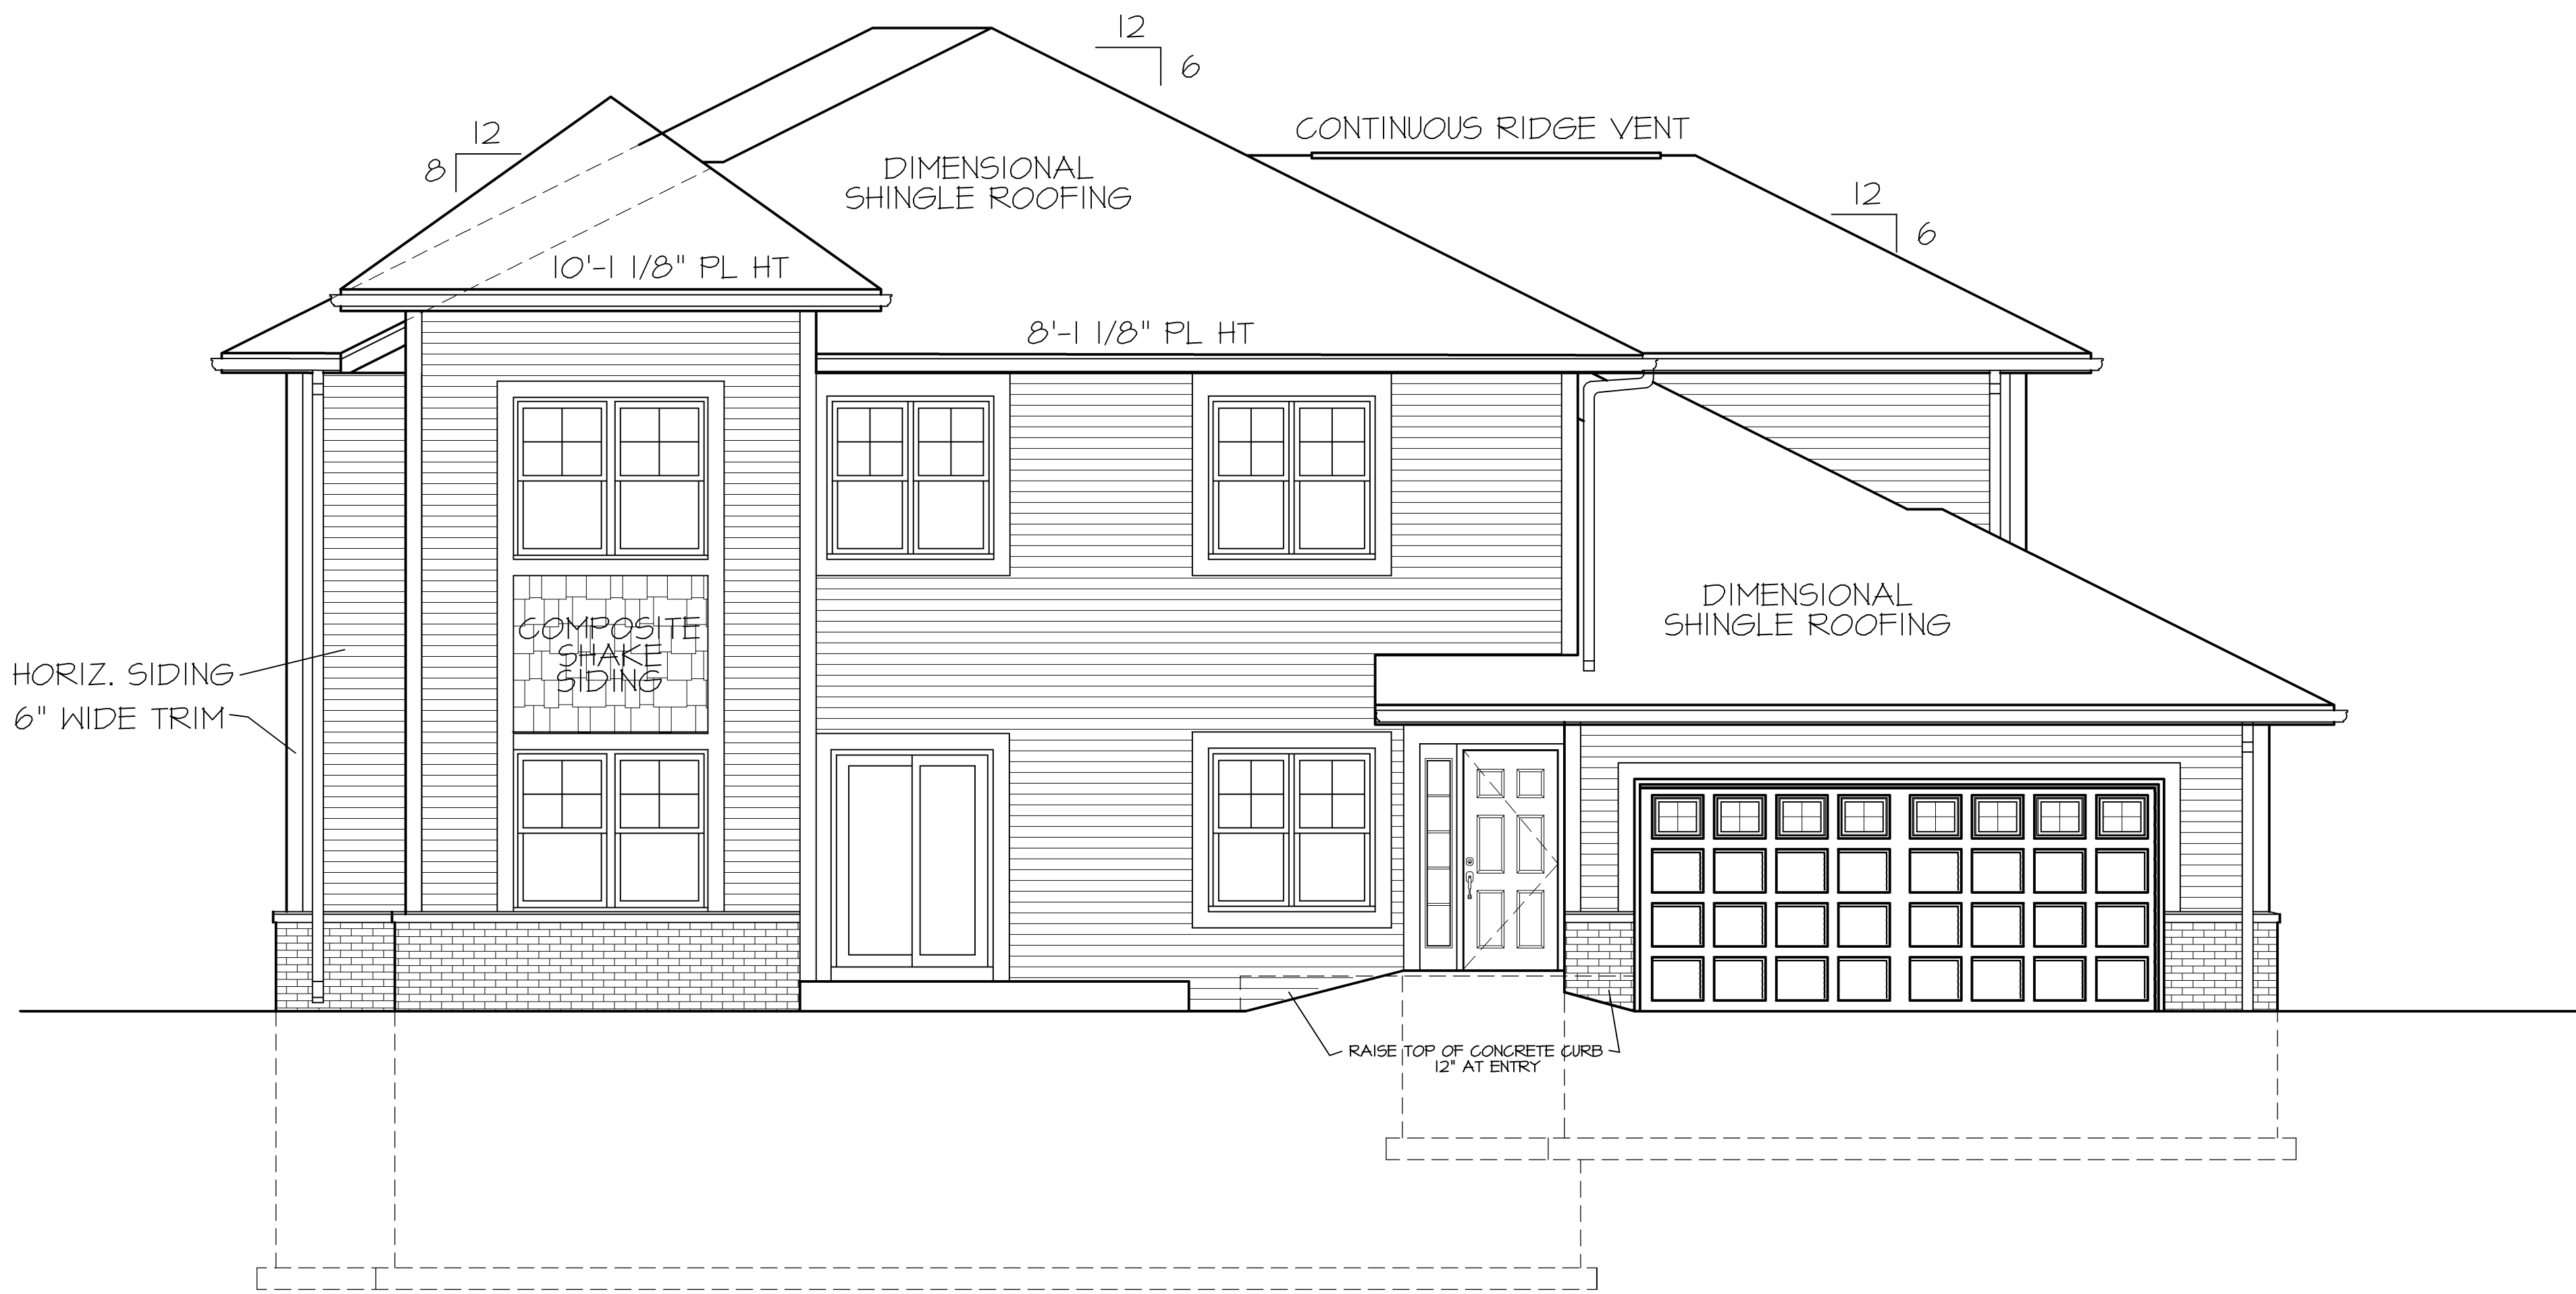 12
6
CONTINUOUS RIDGE VENT
12
8
DIMENSIONAL
SHINGLE ROOFING
12
6
10'-1 1/8" PL HT
8'-1 1/8" PL HT
DIMENSIONAL
SHINGLE ROOFING
COMPOSITE
SHAKE
SIDING
HORIZ. SIDING
6" WIDE TRIM
RAISE TOP OF CONCRETE CURB
12" AT ENTRY